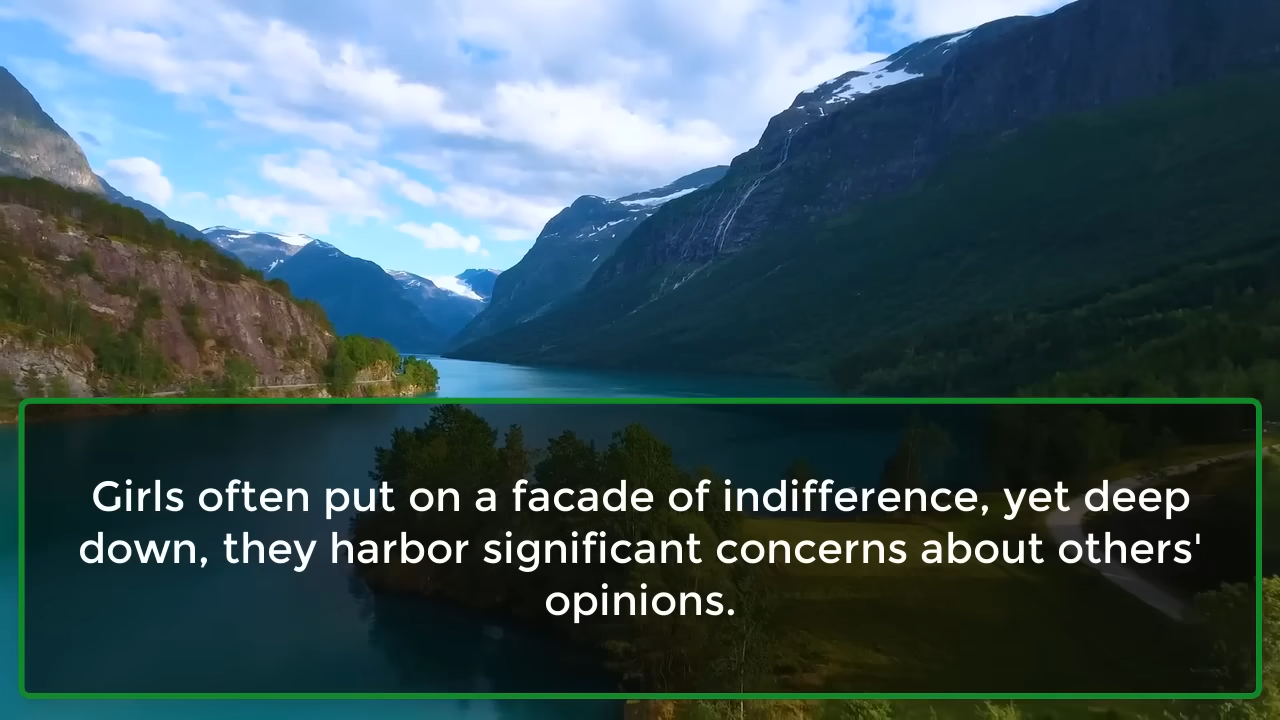 Girls often put on a facade of indifference, yet deep
down, they harbor significant concerns about others'
opinions.